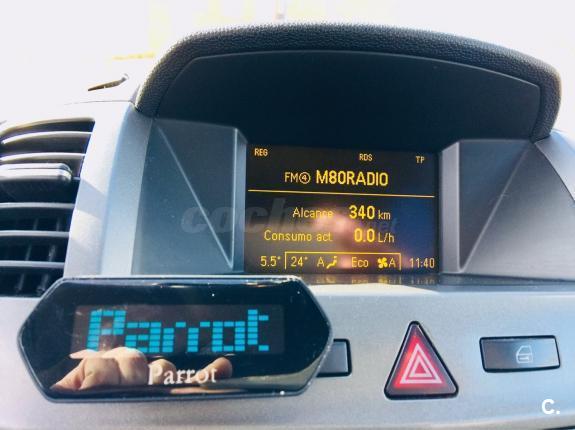 REG RDS TP
FM④ M80RADIO
Alcance 340 km
Consumo act. 0.0 L/h
5.5° 24° A Eco A 11:40
Parrot
Parrot
C.